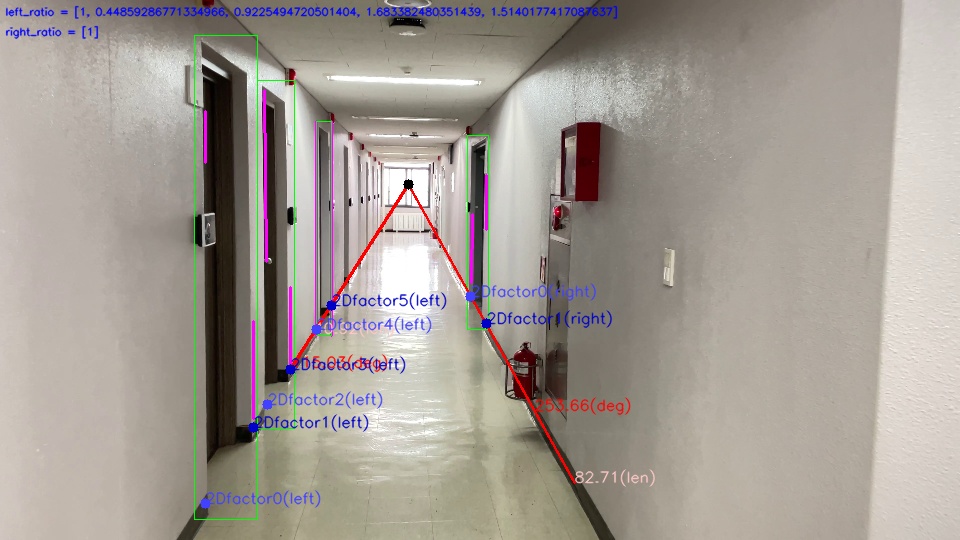 left_ratio = [1, 0.44859286771334966, 0.9225494720501404, 1.683382480351439, 1.5140177417087637]
right_ratio = [1]
2Dfactor0(right)
2Dfactor5(left)
2Dfactor1(right)
2Dfactor4(left)
2Dfactor3(left)
2Dfactor2(left)
153.66(deg)
2Dfactor1(left)
82.71(len)
2Dfactor0(left)